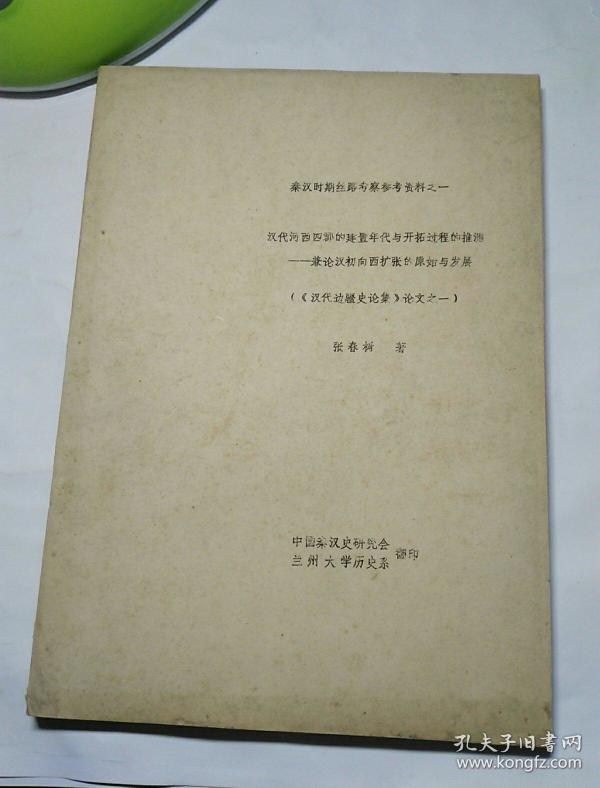 秦汉时期丝路考察参考资料之一
汉代河西四郡的建置年代与开拓过程的推测
——兼论汉初向西扩张的原始与发展
（《汉代边疆史论集》论文之一）
张春树 著
中国秦汉史研究会
兰州大学历史系
翻印
孔夫子旧书网
www.kongfz.com